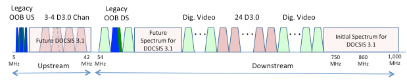 Legacy
OOB US
3-4 D3.0 Chan
Legacy
OOB DS
Dig. Video
24 D3.0
Dig. Video
Future DOCSIS 3.1
Future
Spectrum for
DOCSIS 3.1
Initial Spectrum for
DOCSIS 3.1
5
MHz
42
MHz
54
MHz
750
MHz
860
MHz
1,000
MHz
Upstream
Downstream